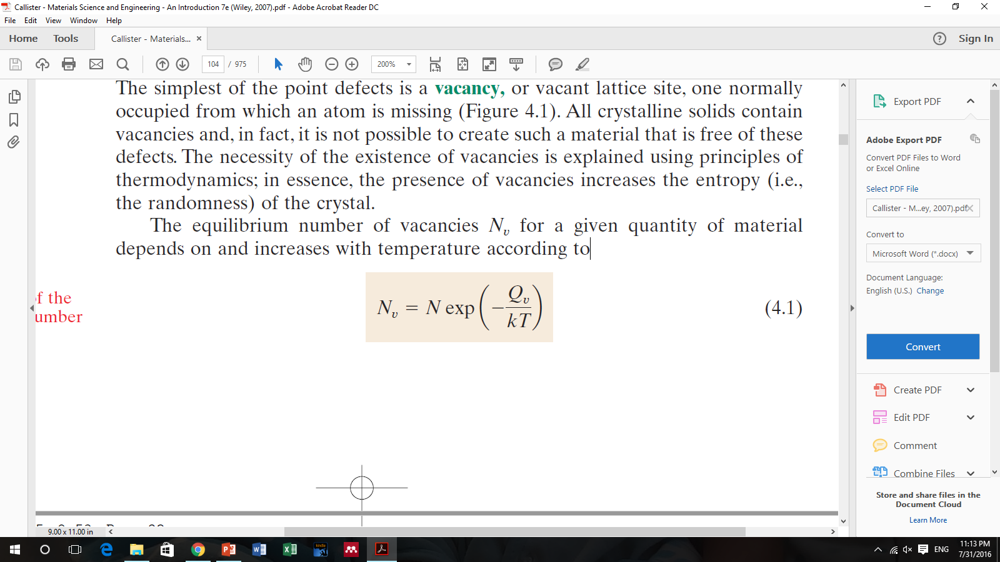 Callister - Materials Science and Engineering - An Introduction 7e (Wiley, 2007).pdf - Adobe Acrobat Reader DC
File Edit View Window Help
Home Tools Callister - Materials... × ? Sign In
104 / 975 200%
The simplest of the point defects is a vacancy, or vacant lattice site, one normally
occupied from which an atom is missing (Figure 4.1). All crystalline solids contain
vacancies and, in fact, it is not possible to create such a material that is free of these
defects. The necessity of the existence of vacancies is explained using principles of
thermodynamics; in essence, the presence of vacancies increases the entropy (i.e.,
the randomness) of the crystal.
The equilibrium number of vacancies Nᵥ for a given quantity of material
depends on and increases with temperature according to
f the
umber
Nᵥ = N exp(−Qᵥ/kT) (4.1)
9.00 x 11.00 in
Export PDF
Adobe Export PDF
Convert PDF Files to Word
or Excel Online
Select PDF File
Callister - M...ey, 2007).pdf
Convert to
Microsoft Word (*.docx)
Document Language:
English (U.S.) Change
Convert
Create PDF
Edit PDF
Comment
Combine Files
Store and share files in the
Document Cloud
Learn More
kindle
ENG
11:13 PM
7/31/2016